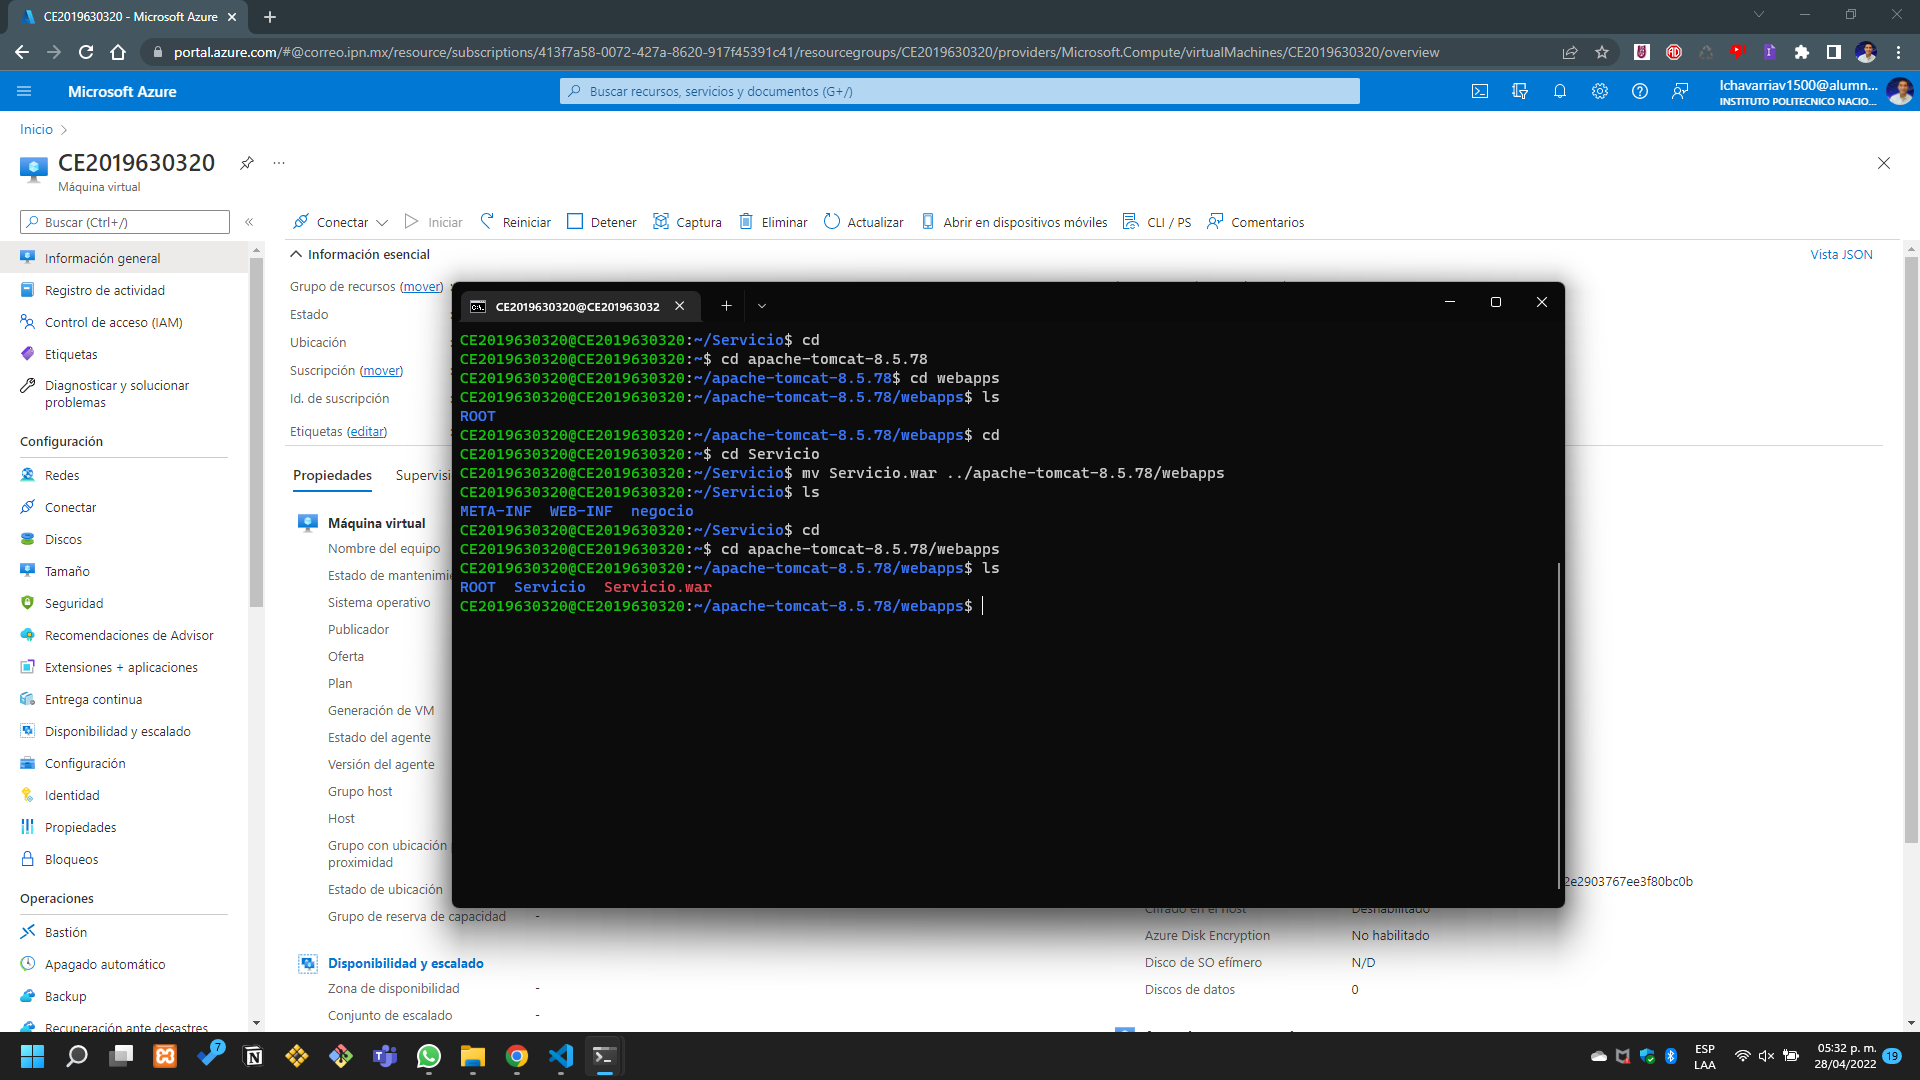 CE2019630320 - Microsoft Azure
portal.azure.com/#@correo.ipn.mx/resource/subscriptions/413f7a58-0072-427a-8620-917f45391c41/resourcegroups/CE2019630320/providers/Microsoft.Compute/virtualMachines/CE2019630320/overview
Microsoft Azure
Buscar recursos, servicios y documentos (G+/)
lchavarriav1500@alumn...
INSTITUTO POLITECNICO NACIO...
Inicio
CE2019630320
Máquina virtual
Buscar (Ctrl+/)
Conectar
Iniciar
Reiniciar
Detener
Captura
Eliminar
Actualizar
Abrir en dispositivos móviles
CLI / PS
Comentarios
Información general
Registro de actividad
Control de acceso (IAM)
Etiquetas
Diagnosticar y solucionar
problemas
Configuración
Redes
Conectar
Discos
Tamaño
Seguridad
Recomendaciones de Advisor
Extensiones + aplicaciones
Entrega continua
Disponibilidad y escalado
Configuración
Identidad
Propiedades
Bloqueos
Operaciones
Bastión
Apagado automático
Backup
Recuperación ante desastres
Información esencial
Vista JSON
Grupo de recursos (mover)
Estado
Ubicación
Suscripción (mover)
Id. de suscripción
Etiquetas (editar)
Propiedades
Supervisi
Máquina virtual
Nombre del equipo
Estado de mantenimi
Sistema operativo
Publicador
Oferta
Plan
Generación de VM
Estado del agente
Versión del agente
Grupo host
Host
Grupo con ubicación
proximidad
Estado de ubicación
Grupo de reserva de capacidad -
Disponibilidad y escalado
Zona de disponibilidad -
Conjunto de escalado -
CE2019630320@CE201963032
CE2019630320@CE2019630320:~/Servicio$ cd
CE2019630320@CE2019630320:~$ cd apache-tomcat-8.5.78
CE2019630320@CE2019630320:~/apache-tomcat-8.5.78$ cd webapps
CE2019630320@CE2019630320:~/apache-tomcat-8.5.78/webapps$ ls
ROOT
CE2019630320@CE2019630320:~/apache-tomcat-8.5.78/webapps$ cd
CE2019630320@CE2019630320:~$ cd Servicio
CE2019630320@CE2019630320:~/Servicio$ mv Servicio.war ../apache-tomcat-8.5.78/webapps
CE2019630320@CE2019630320:~/Servicio$ ls
META-INF WEB-INF negocio
CE2019630320@CE2019630320:~/Servicio$ cd
CE2019630320@CE2019630320:~$ cd apache-tomcat-8.5.78/webapps
CE2019630320@CE2019630320:~/apache-tomcat-8.5.78/webapps$ ls
ROOT Servicio Servicio.war
CE2019630320@CE2019630320:~/apache-tomcat-8.5.78/webapps$
2e2903767ee3f80bc0b
Cifrado en el host Deshabilitado
Azure Disk Encryption No habilitado
Disco de SO efímero N/D
Discos de datos 0
7
ESP
LAA
05:32 p. m.
28/04/2022
19